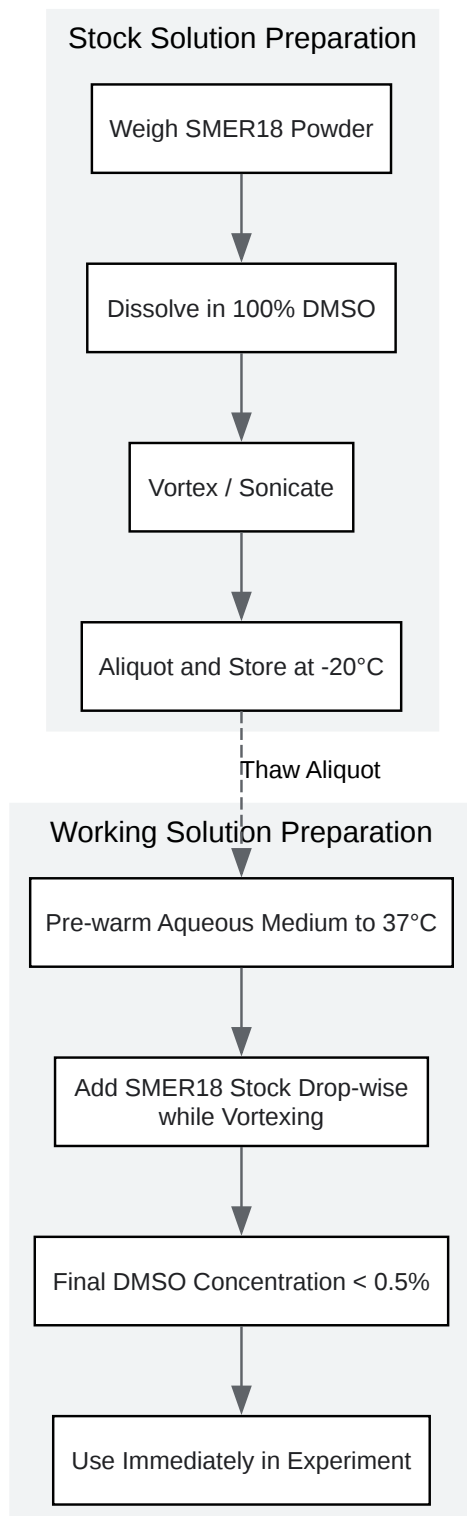 Stock Solution Preparation
Weigh SMER18 Powder
Dissolve in 100% DMSO
Vortex / Sonicate
Aliquot and Store at -20°C
Thaw Aliquot
Working Solution Preparation
Pre-warm Aqueous Medium to 37°C
Add SMER18 Stock Drop-wise
while Vortexing
Final DMSO Concentration < 0.5%
Use Immediately in Experiment